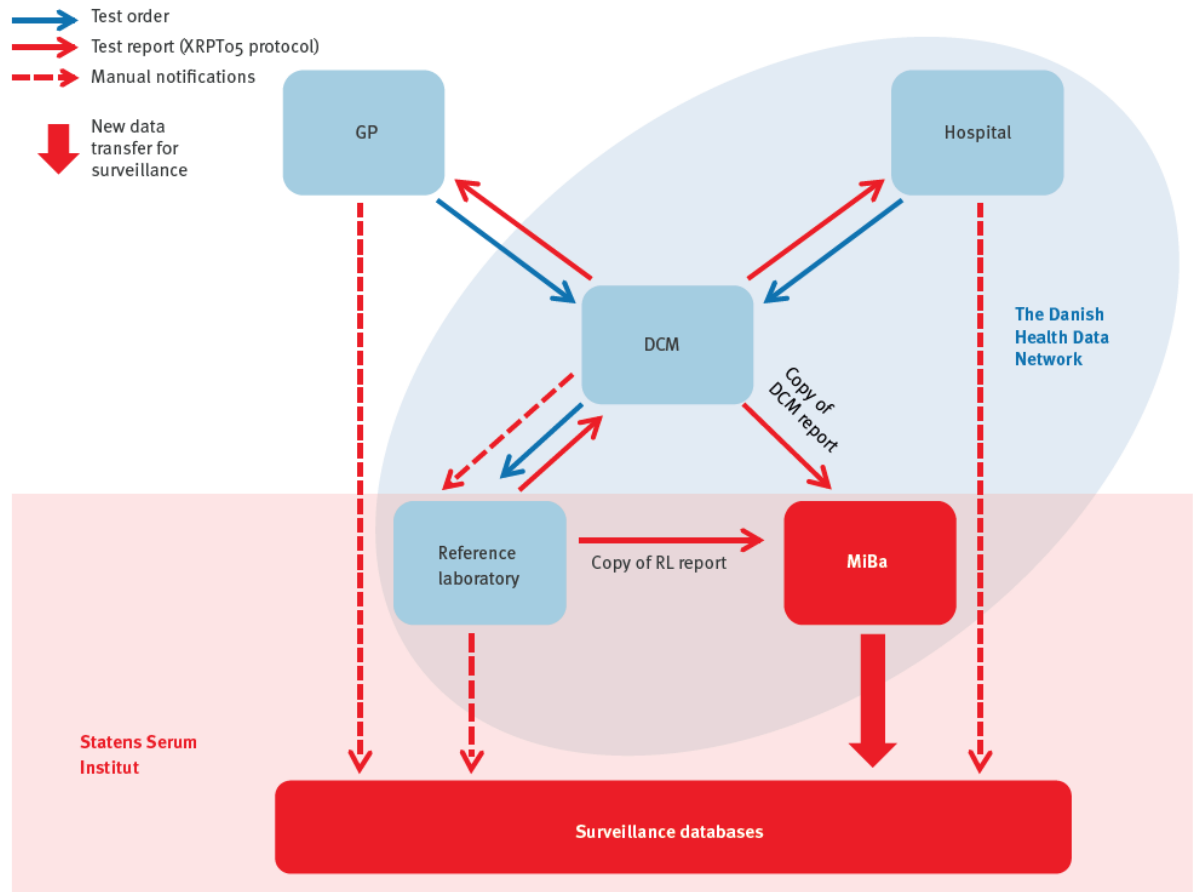 Test order
Test report (XRPT05 protocol)
Manual notifications
New data
transfer for
surveillance
GP
Hospital
DCM
The Danish
Health Data
Network
Copy of
DCM report
Reference
laboratory
Copy of RL report
MiBa
Statens Serum
Institut
Surveillance databases